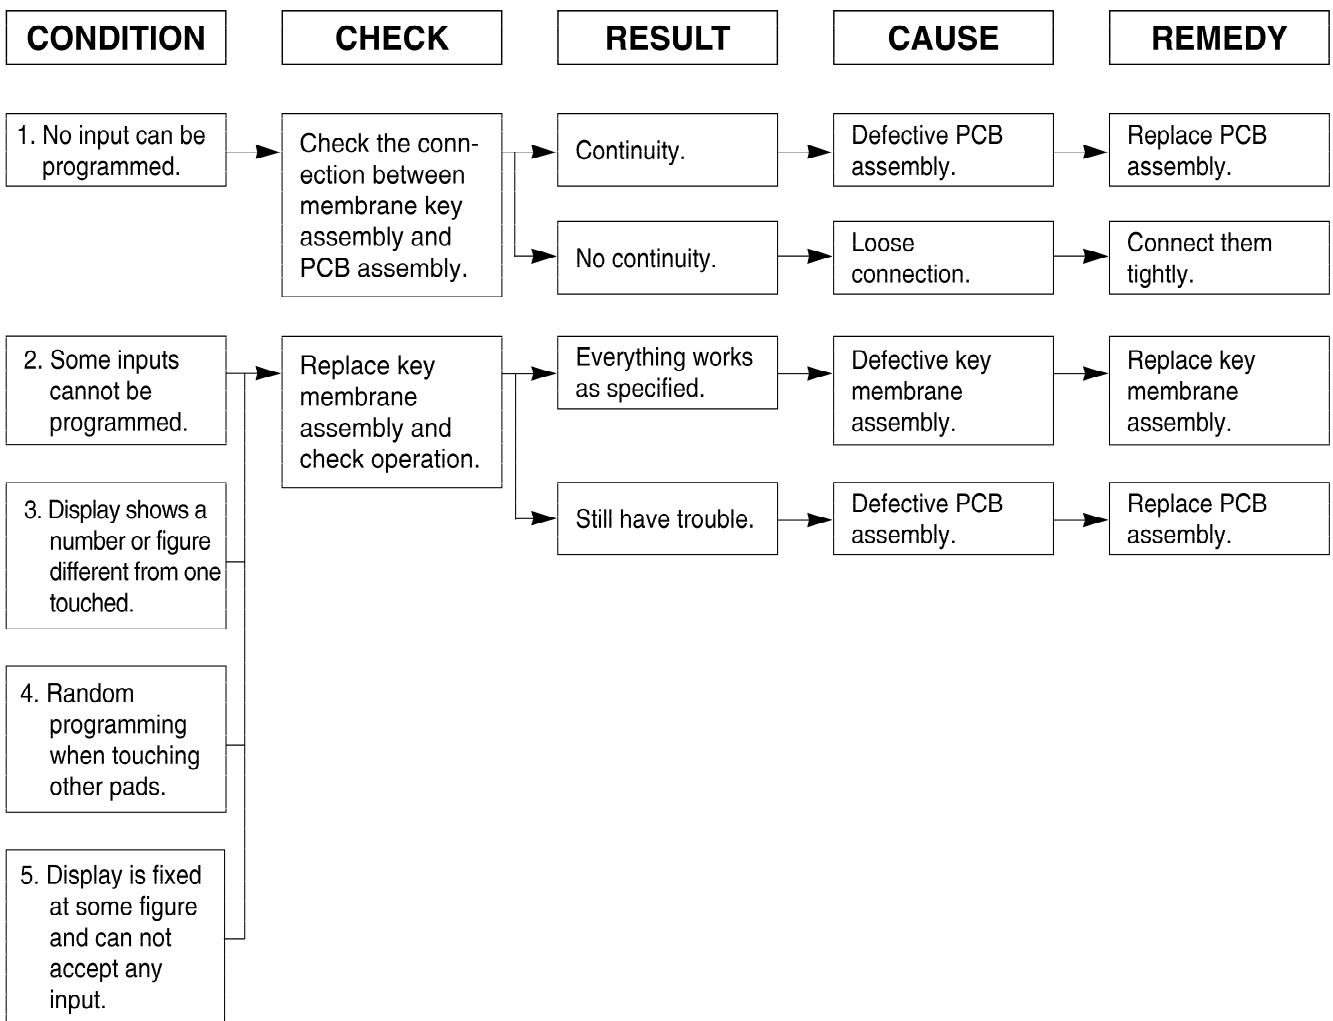 CONDITION
CHECK
RESULT
CAUSE
REMEDY
1. No input can be
programmed.
Check the conn-
ection between
membrane key
assembly and
PCB assembly.
Continuity.
Defective PCB
assembly.
Replace PCB
assembly.
No continuity.
Loose
connection.
Connect them
tightly.
2. Some inputs
cannot be
programmed.
Replace key
membrane
assembly and
check operation.
Everything works
as specified.
Defective key
membrane
assembly.
Replace key
membrane
assembly.
3. Display shows a
number or figure
different from one
touched.
Still have trouble.
Defective PCB
assembly.
Replace PCB
assembly.
4. Random
programming
when touching
other pads.
5. Display is fixed
at some figure
and can not
accept any
input.